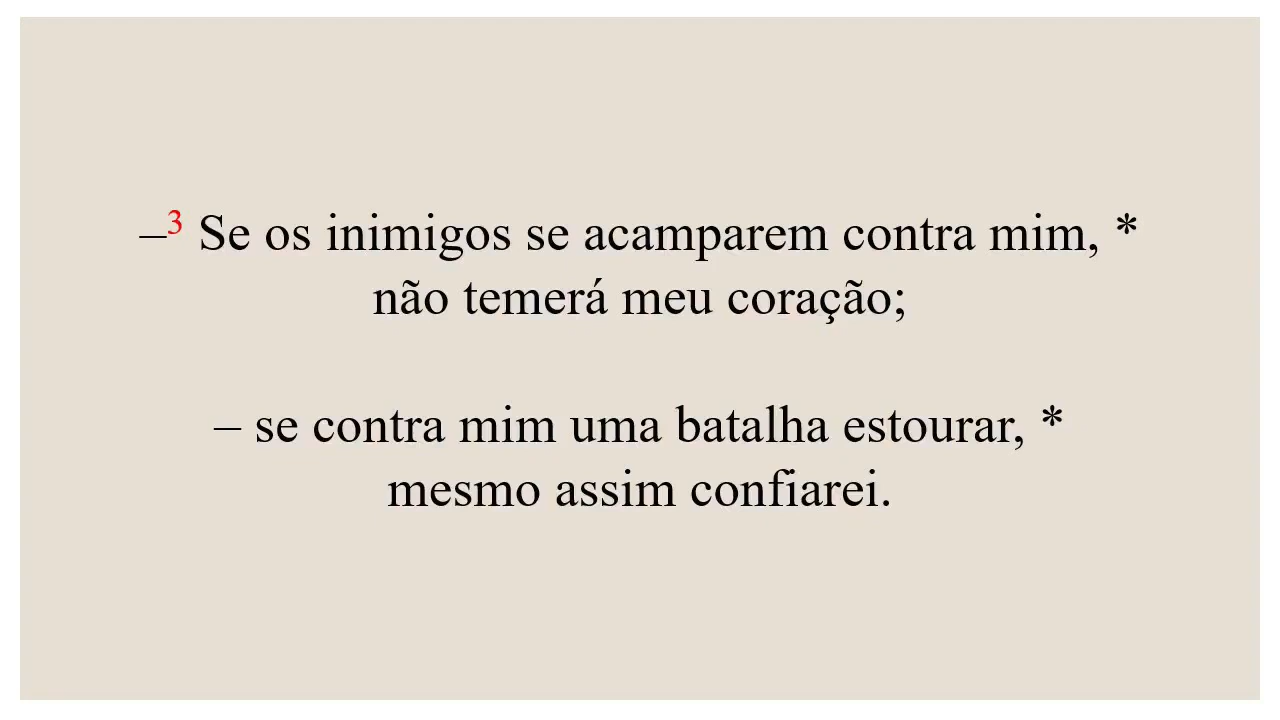 –3 Se os inimigos se acamparem contra mim, *
não temerá meu coração;
– se contra mim uma batalha estourar, *
mesmo assim confiarei.